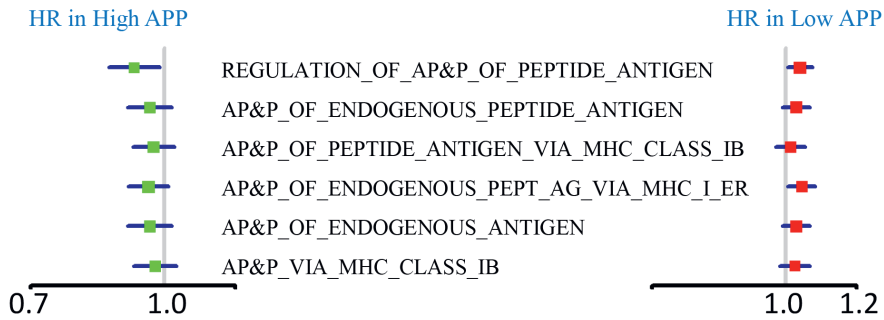 HR in High APP
HR in Low APP
REGULATION_OF_AP&P_OF_PEPTIDE_ANTIGEN
AP&P_OF_ENDOGENOUS_PEPTIDE_ANTIGEN
AP&P_OF_PEPTIDE_ANTIGEN_VIA_MHC_CLASS_IB
AP&P_OF_ENDOGENOUS_PEPT_AG_VIA_MHC_I_ER
AP&P_OF_ENDOGENOUS_ANTIGEN
AP&P_VIA_MHC_CLASS_IB
0.7 1.0
1.0 1.2